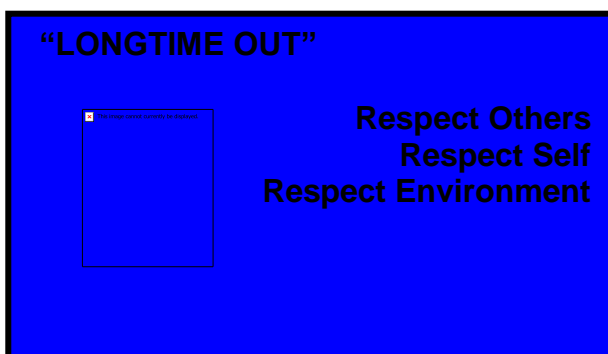 “LONGTIME OUT”
Respect Others
Respect Self
Respect Environment